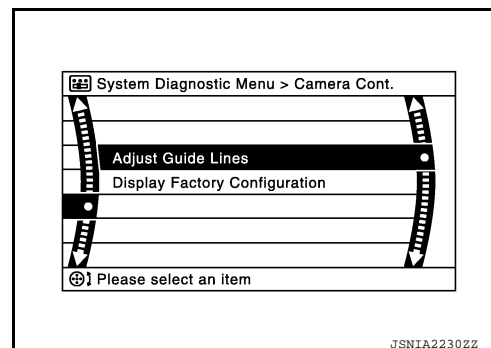 System Diagnostic Menu > Camera Cont.
Adjust Guide Lines
Display Factory Configuration
Please select an item
JSNIA2230ZZ